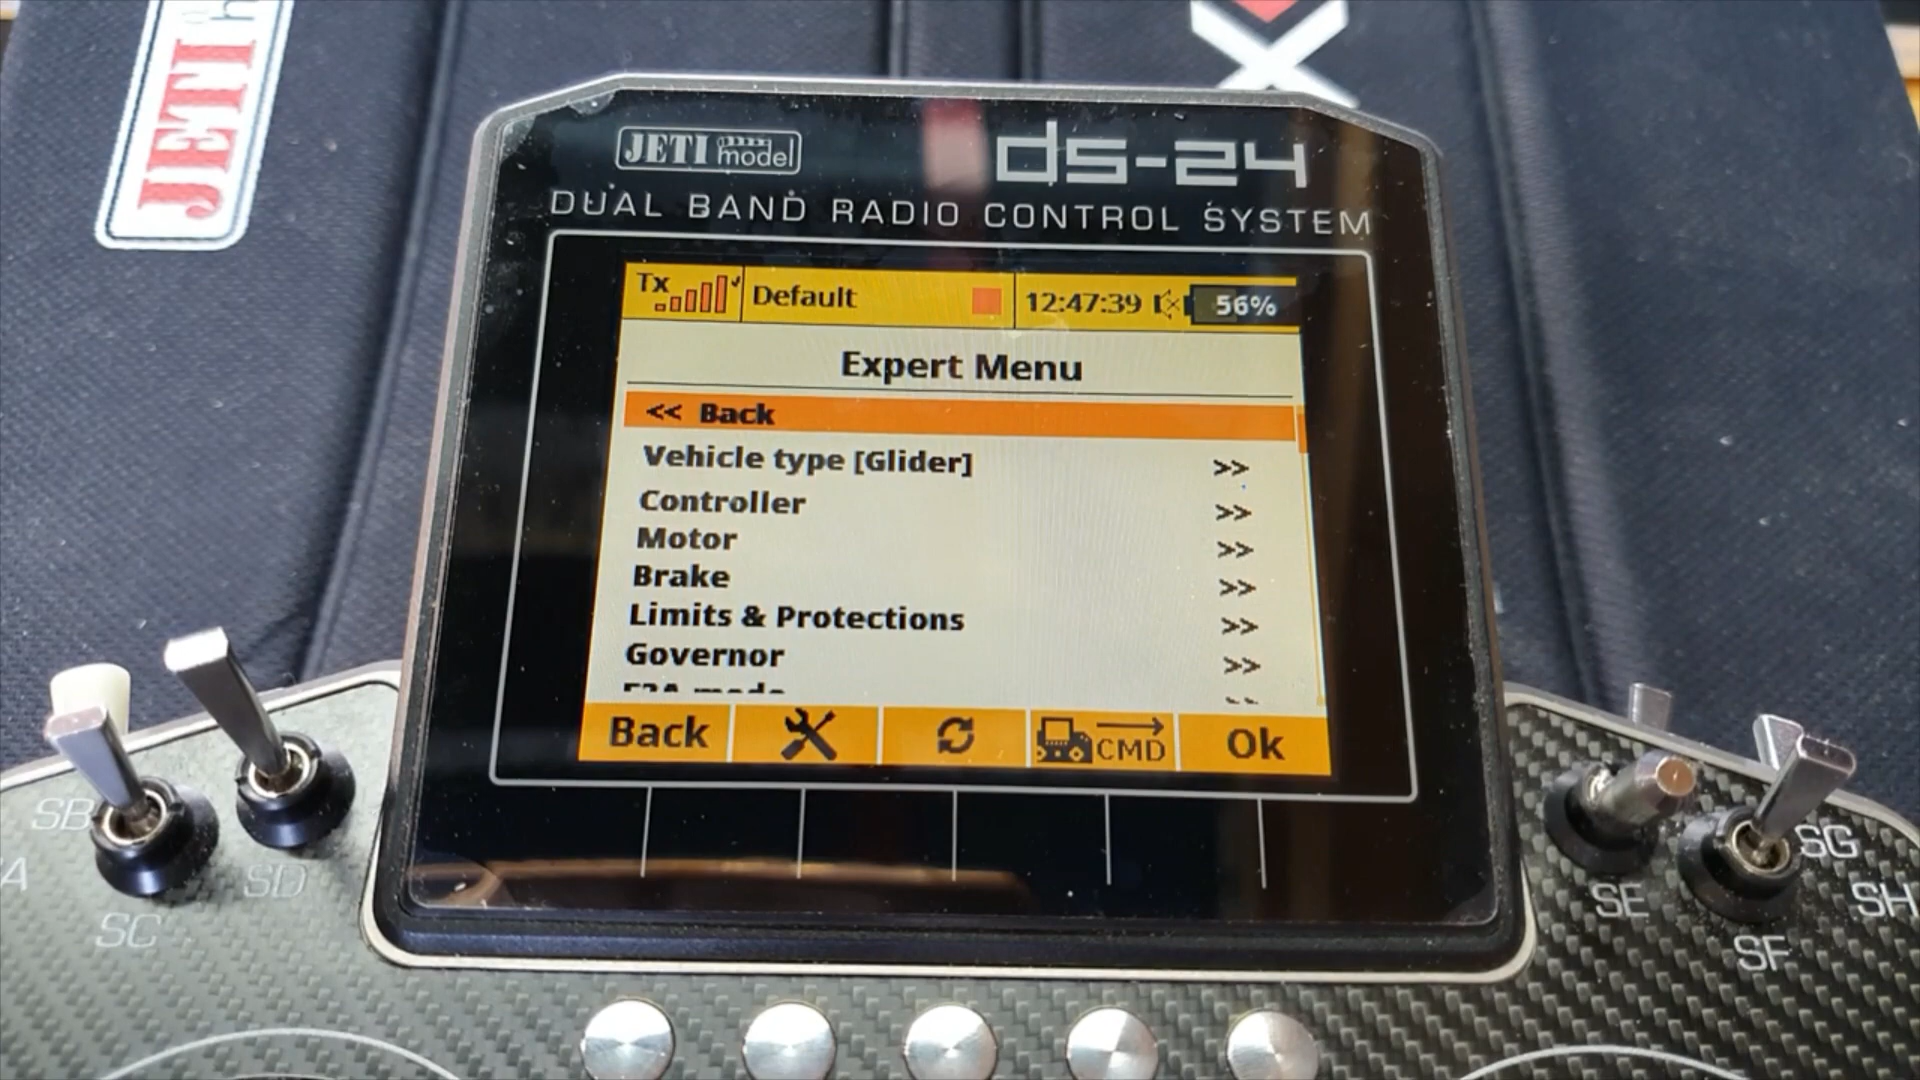 JETI
X
JETI model
ds-24
DUAL BAND RADIO CONTROL SYSTEM
Tx Default 12:47:39 56%
Expert Menu
<< Back
Vehicle type [Glider] >>
Controller >>
Motor >>
Brake >>
Limits & Protections >>
Governor >>
Back CMD Ok
SB
SD
SC
SG
SE
SH
SF